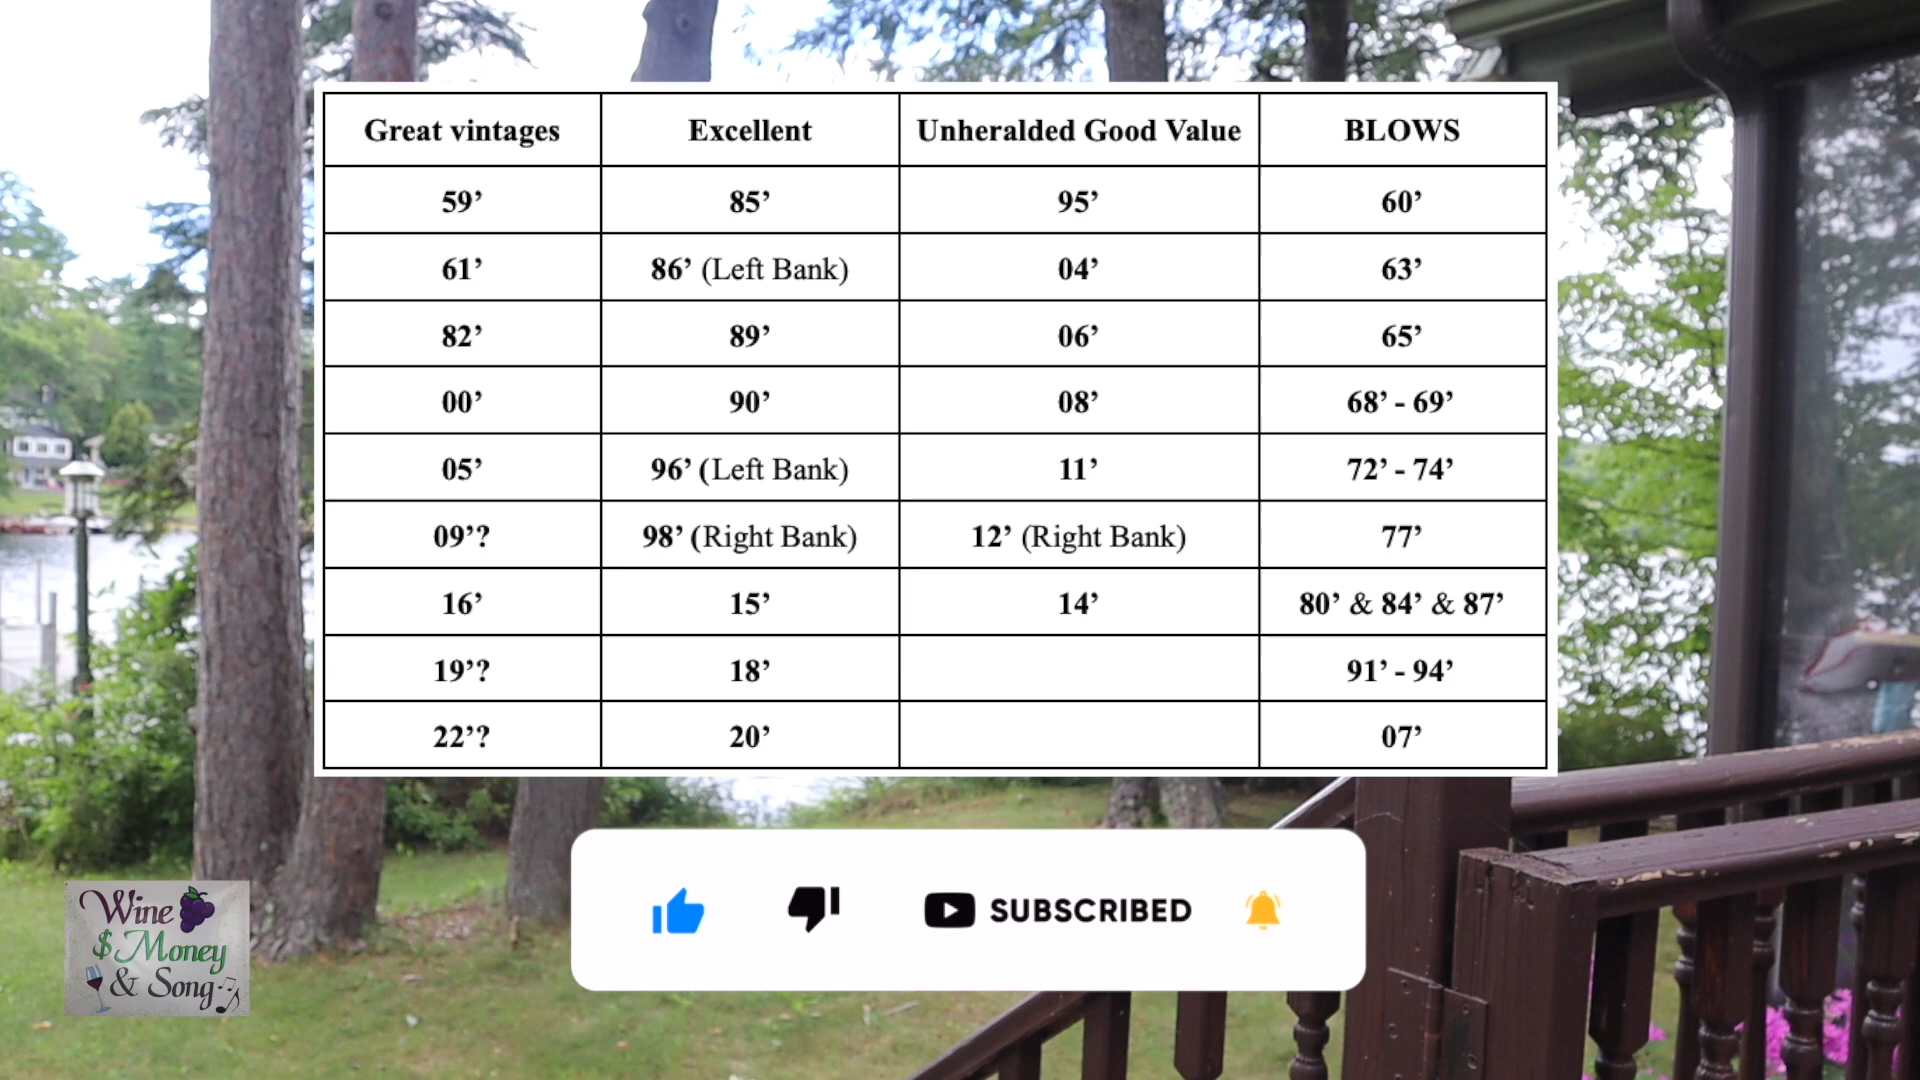 Great vintages Excellent Unheralded Good Value BLOWS
59’ 85’ 95’ 60’
61’ 86’ (Left Bank) 04’ 63’
82’ 89’ 06’ 65’
00’ 90’ 08’ 68’ - 69’
05’ 96’ (Left Bank) 11’ 72’ - 74’
09’? 98’ (Right Bank) 12’ (Right Bank) 77’
16’ 15’ 14’ 80’ & 84’ & 87’
19’? 18’ 91’ - 94’
22’? 20’ 07’
SUBSCRIBED
Wine
$ Money
& Song